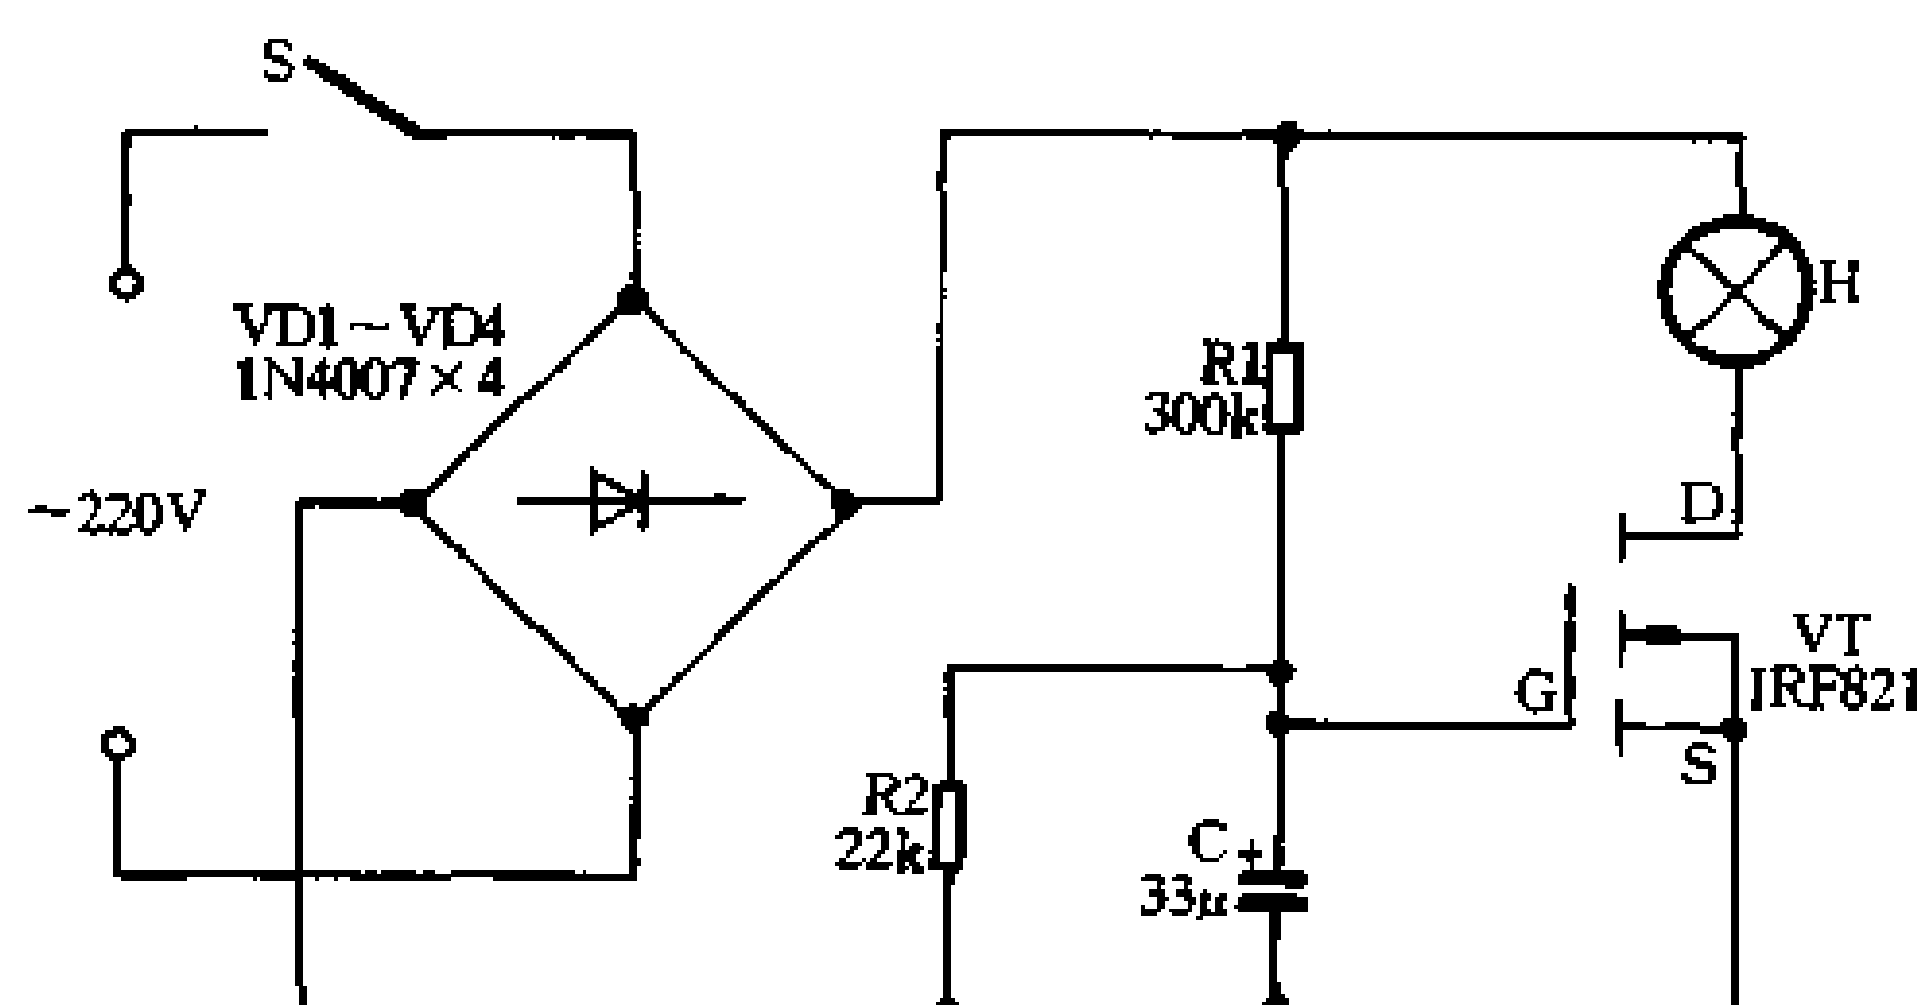 S
VD1～VD4
1N4007×4
～220V
R1
300k
H
D
G
VT
IRF821
S
R2
22k
C +
33μ